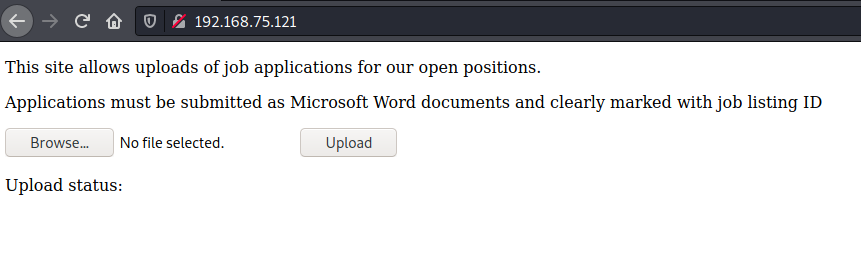 192.168.75.121
This site allows uploads of job applications for our open positions.
Applications must be submitted as Microsoft Word documents and clearly marked with job listing ID
Browse... No file selected. Upload
Upload status: